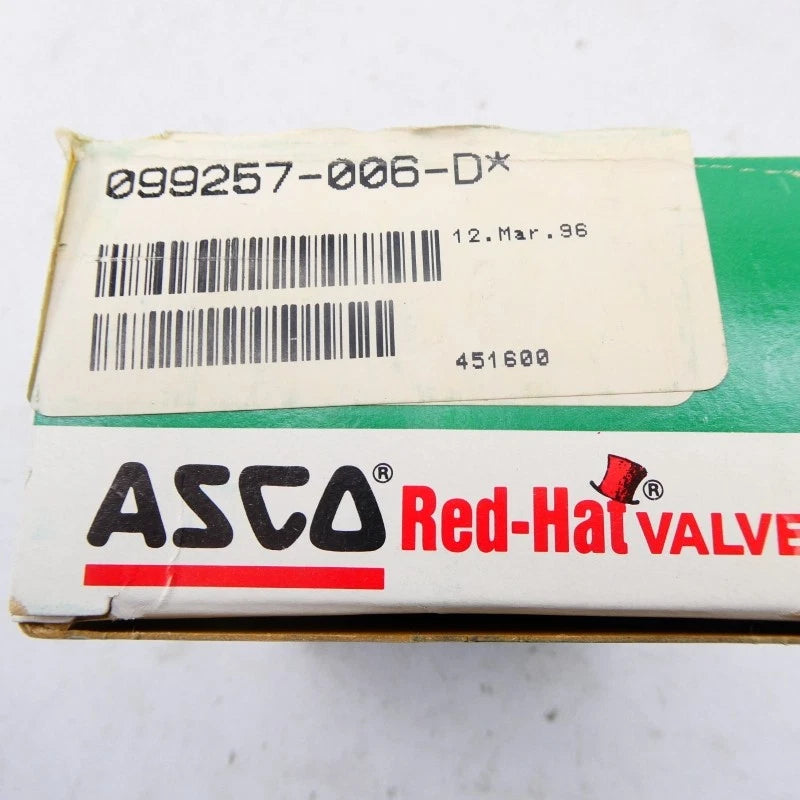 099257-006-D*
12.Mar.96
451600
ASCO® Red-Hat® VALVE